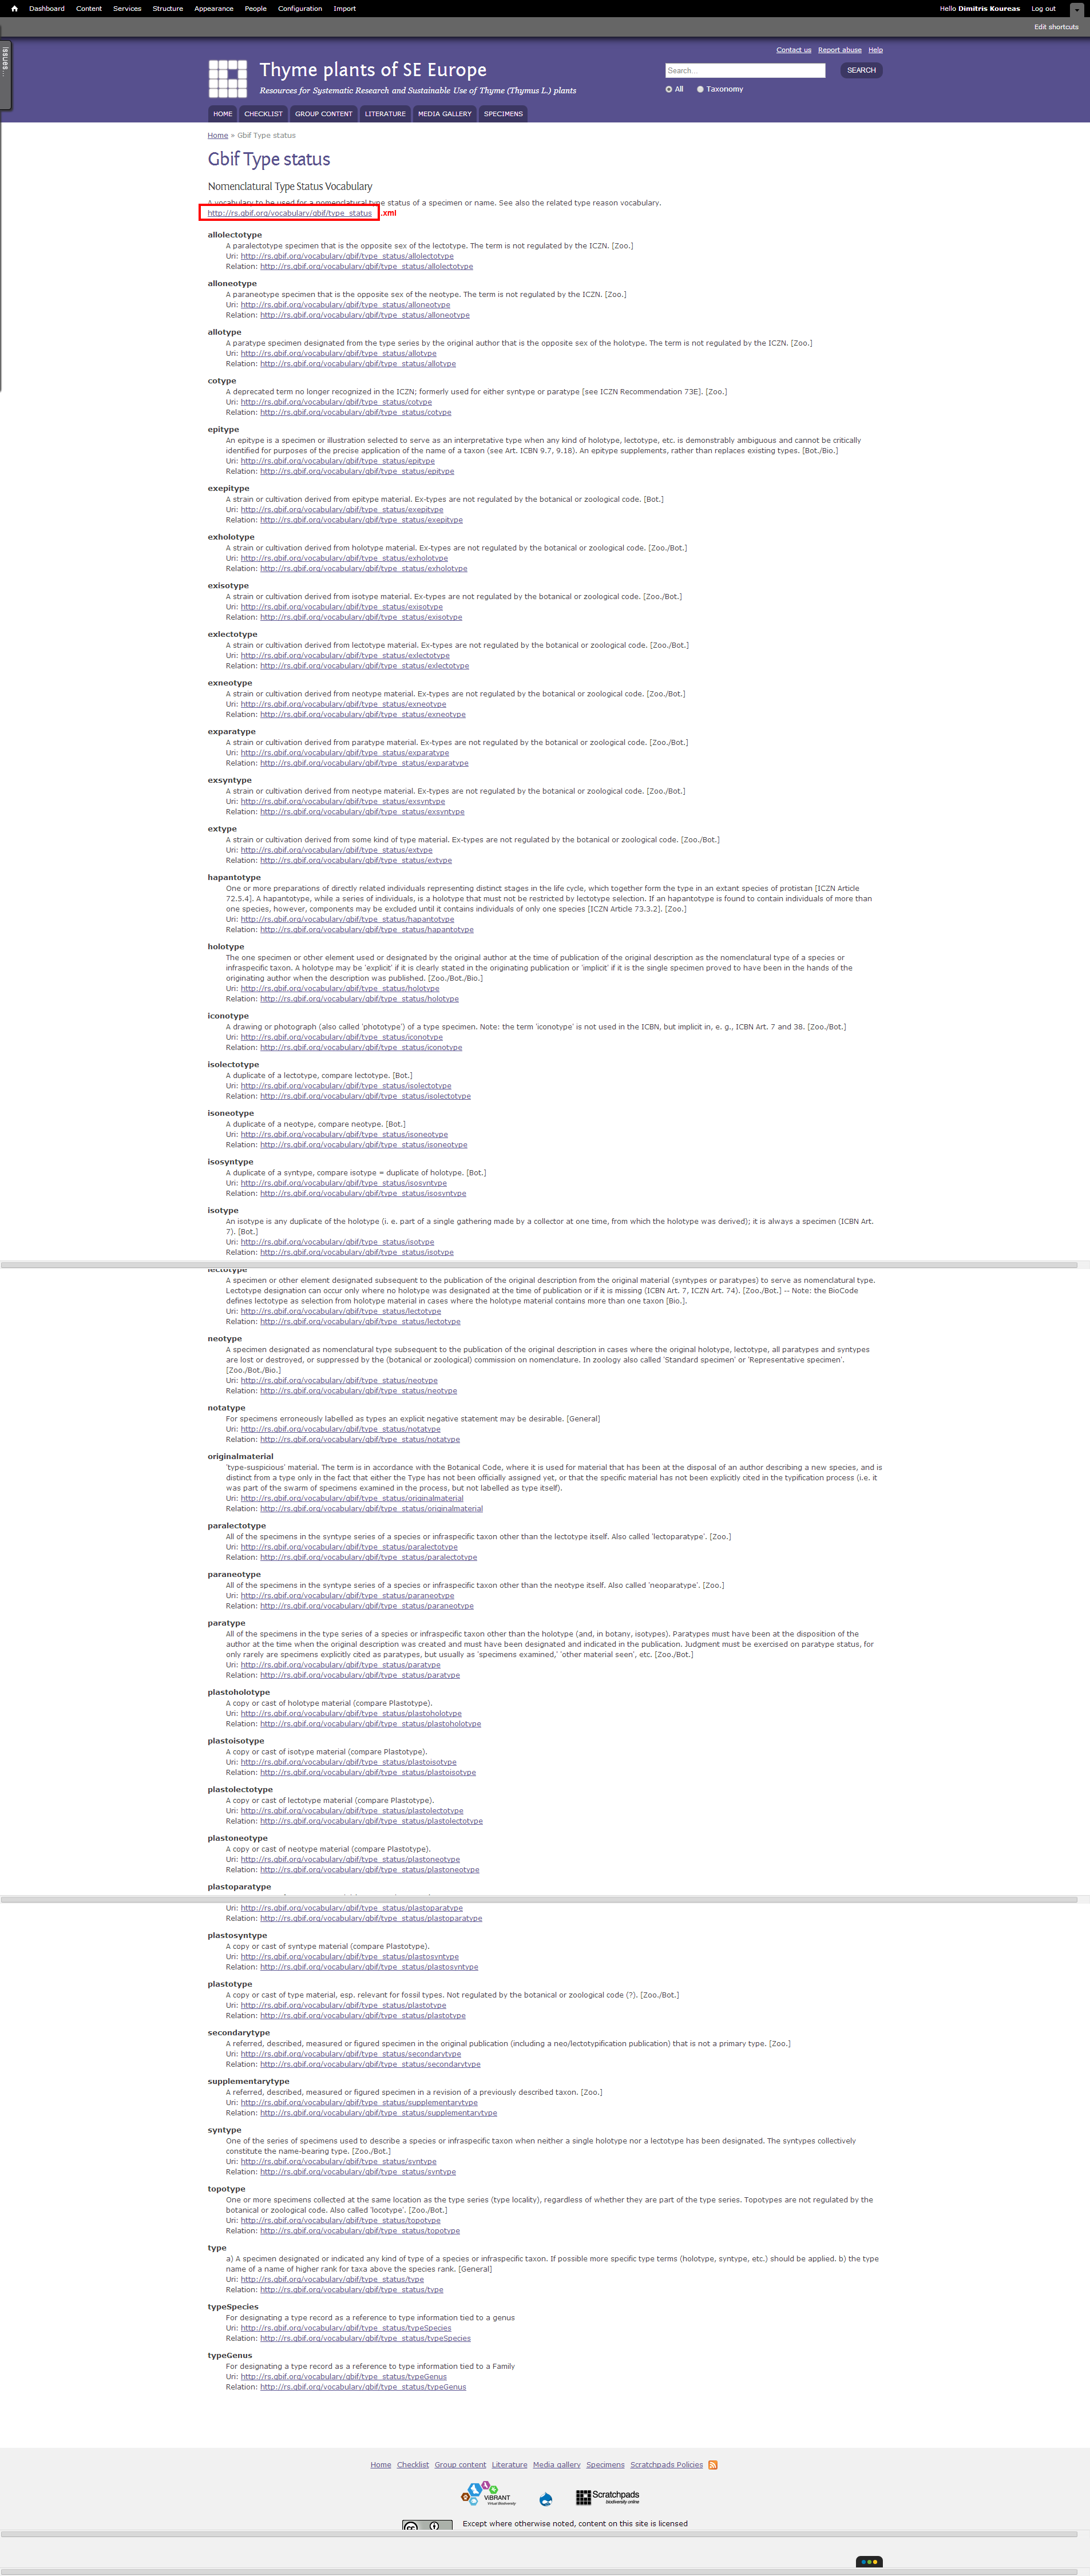 Dashboard Content Services Structure Appearance People Configuration Import
Hello Dimitris Koureas Log out
Edit shortcuts
Issues...
Contact us Report abuse Help
Thyme plants of SE Europe
Resources for Systematic Research and Sustainable Use of Thyme (Thymus L.) plants
Search...
SEARCH
All Taxonomy
HOME CHECKLIST GROUP CONTENT LITERATURE MEDIA GALLERY SPECIMENS
Home » Gbif Type status
Gbif Type status
Nomenclatural Type Status Vocabulary
A vocabulary to be used for a nomenclatural type status of a specimen or name. See also the related type reason vocabulary.
http://rs.gbif.org/vocabulary/gbif/type_status .xml
allolectotype
A paralectotype specimen that is the opposite sex of the lectotype. The term is not regulated by the ICZN. [Zoo.]
Uri: http://rs.gbif.org/vocabulary/gbif/type_status/allolectotype
Relation: http://rs.gbif.org/vocabulary/gbif/type_status/allolectotype
alloneotype
A paraneotype specimen that is the opposite sex of the neotype. The term is not regulated by the ICZN. [Zoo.]
Uri: http://rs.gbif.org/vocabulary/gbif/type_status/alloneotype
Relation: http://rs.gbif.org/vocabulary/gbif/type_status/alloneotype
allotype
A paratype specimen designated from the type series by the original author that is the opposite sex of the holotype. The term is not regulated by the ICZN. [Zoo.]
Uri: http://rs.gbif.org/vocabulary/gbif/type_status/allotype
Relation: http://rs.gbif.org/vocabulary/gbif/type_status/allotype
cotype
A deprecated term no longer recognized in the ICZN; formerly used for either syntype or paratype [see ICZN Recommendation 73E]. [Zoo.]
Uri: http://rs.gbif.org/vocabulary/gbif/type_status/cotype
Relation: http://rs.gbif.org/vocabulary/gbif/type_status/cotype
epitype
An epitype is a specimen or illustration selected to serve as an interpretative type when any kind of holotype, lectotype, etc. is demonstrably ambiguous and cannot be critically
identified for purposes of the precise application of the name of a taxon (see Art. ICBN 9.7, 9.18). An epitype supplements, rather than replaces existing types. [Bot./Bio.]
Uri: http://rs.gbif.org/vocabulary/gbif/type_status/epitype
Relation: http://rs.gbif.org/vocabulary/gbif/type_status/epitype
exepitype
A strain or cultivation derived from epitype material. Ex-types are not regulated by the botanical or zoological code. [Bot.]
Uri: http://rs.gbif.org/vocabulary/gbif/type_status/exepitype
Relation: http://rs.gbif.org/vocabulary/gbif/type_status/exepitype
exholotype
A strain or cultivation derived from holotype material. Ex-types are not regulated by the botanical or zoological code. [Zoo./Bot.]
Uri: http://rs.gbif.org/vocabulary/gbif/type_status/exholotype
Relation: http://rs.gbif.org/vocabulary/gbif/type_status/exholotype
exisotype
A strain or cultivation derived from isotype material. Ex-types are not regulated by the botanical or zoological code. [Zoo./Bot.]
Uri: http://rs.gbif.org/vocabulary/gbif/type_status/exisotype
Relation: http://rs.gbif.org/vocabulary/gbif/type_status/exisotype
exlectotype
A strain or cultivation derived from lectotype material. Ex-types are not regulated by the botanical or zoological code. [Zoo./Bot.]
Uri: http://rs.gbif.org/vocabulary/gbif/type_status/exlectotype
Relation: http://rs.gbif.org/vocabulary/gbif/type_status/exlectotype
exneotype
A strain or cultivation derived from neotype material. Ex-types are not regulated by the botanical or zoological code. [Zoo./Bot.]
Uri: http://rs.gbif.org/vocabulary/gbif/type_status/exneotype
Relation: http://rs.gbif.org/vocabulary/gbif/type_status/exneotype
exparatype
A strain or cultivation derived from paratype material. Ex-types are not regulated by the botanical or zoological code. [Zoo./Bot.]
Uri: http://rs.gbif.org/vocabulary/gbif/type_status/exparatype
Relation: http://rs.gbif.org/vocabulary/gbif/type_status/exparatype
exsyntype
A strain or cultivation derived from neotype material. Ex-types are not regulated by the botanical or zoological code. [Zoo./Bot.]
Uri: http://rs.gbif.org/vocabulary/gbif/type_status/exsyntype
Relation: http://rs.gbif.org/vocabulary/gbif/type_status/exsyntype
extype
A strain or cultivation derived from some kind of type material. Ex-types are not regulated by the botanical or zoological code. [Zoo./Bot.]
Uri: http://rs.gbif.org/vocabulary/gbif/type_status/extype
Relation: http://rs.gbif.org/vocabulary/gbif/type_status/extype
hapantotype
One or more preparations of directly related individuals representing distinct stages in the life cycle, which together form the type in an extant species of protistan [ICZN Article
72.5.4]. A hapantotype, while a series of individuals, is a holotype that must not be restricted by lectotype selection. If an hapantotype is found to contain individuals of more than
one species, however, components may be excluded until it contains individuals of only one species [ICZN Article 73.3.2]. [Zoo.]
Uri: http://rs.gbif.org/vocabulary/gbif/type_status/hapantotype
Relation: http://rs.gbif.org/vocabulary/gbif/type_status/hapantotype
holotype
The one specimen or other element used or designated by the original author at the time of publication of the original description as the nomenclatural type of a species or
infraspecific taxon. A holotype may be 'explicit' if it is clearly stated in the originating publication or 'implicit' if it is the single specimen proved to have been in the hands of the
originating author when the description was published. [Zoo./Bot./Bio.]
Uri: http://rs.gbif.org/vocabulary/gbif/type_status/holotype
Relation: http://rs.gbif.org/vocabulary/gbif/type_status/holotype
iconotype
A drawing or photograph (also called 'phototype') of a type specimen. Note: the term 'iconotype' is not used in the ICBN, but implicit in, e. g., ICBN Art. 7 and 38. [Zoo./Bot.]
Uri: http://rs.gbif.org/vocabulary/gbif/type_status/iconotype
Relation: http://rs.gbif.org/vocabulary/gbif/type_status/iconotype
isolectotype
A duplicate of a lectotype, compare lectotype. [Bot.]
Uri: http://rs.gbif.org/vocabulary/gbif/type_status/isolectotype
Relation: http://rs.gbif.org/vocabulary/gbif/type_status/isolectotype
isoneotype
A duplicate of a neotype, compare neotype. [Bot.]
Uri: http://rs.gbif.org/vocabulary/gbif/type_status/isoneotype
Relation: http://rs.gbif.org/vocabulary/gbif/type_status/isoneotype
isosyntype
A duplicate of a syntype, compare isotype = duplicate of holotype. [Bot.]
Uri: http://rs.gbif.org/vocabulary/gbif/type_status/isosyntype
Relation: http://rs.gbif.org/vocabulary/gbif/type_status/isosyntype
isotype
An isotype is any duplicate of the holotype (i. e. part of a single gathering made by a collector at one time, from which the holotype was derived); it is always a specimen (ICBN Art.
7). [Bot.]
Uri: http://rs.gbif.org/vocabulary/gbif/type_status/isotype
Relation: http://rs.gbif.org/vocabulary/gbif/type_status/isotype
lectotype
A specimen or other element designated subsequent to the publication of the original description from the original material (syntypes or paratypes) to serve as nomenclatural type.
Lectotype designation can occur only where no holotype was designated at the time of publication or if it is missing (ICBN Art. 7, ICZN Art. 74). [Zoo./Bot.] -- Note: the BioCode
defines lectotype as selection from holotype material in cases where the holotype material contains more than one taxon [Bio.].
Uri: http://rs.gbif.org/vocabulary/gbif/type_status/lectotype
Relation: http://rs.gbif.org/vocabulary/gbif/type_status/lectotype
neotype
A specimen designated as nomenclatural type subsequent to the publication of the original description in cases where the original holotype, lectotype, all paratypes and syntypes
are lost or destroyed, or suppressed by the (botanical or zoological) commission on nomenclature. In zoology also called 'Standard specimen' or 'Representative specimen'.
[Zoo./Bot./Bio.]
Uri: http://rs.gbif.org/vocabulary/gbif/type_status/neotype
Relation: http://rs.gbif.org/vocabulary/gbif/type_status/neotype
notatype
For specimens erroneously labelled as types an explicit negative statement may be desirable. [General]
Uri: http://rs.gbif.org/vocabulary/gbif/type_status/notatype
Relation: http://rs.gbif.org/vocabulary/gbif/type_status/notatype
originalmaterial
'type-suspicious' material. The term is in accordance with the Botanical Code, where it is used for material that has been at the disposal of an author describing a new species, and is
distinct from a type only in the fact that either the Type has not been officially assigned yet, or that the specific material has not been explicitly cited in the typification process (i.e. it
was part of the swarm of specimens examined in the process, but not labelled as type itself).
Uri: http://rs.gbif.org/vocabulary/gbif/type_status/originalmaterial
Relation: http://rs.gbif.org/vocabulary/gbif/type_status/originalmaterial
paralectotype
All of the specimens in the syntype series of a species or infraspecific taxon other than the lectotype itself. Also called 'lectoparatype'. [Zoo.]
Uri: http://rs.gbif.org/vocabulary/gbif/type_status/paralectotype
Relation: http://rs.gbif.org/vocabulary/gbif/type_status/paralectotype
paraneotype
All of the specimens in the syntype series of a species or infraspecific taxon other than the neotype itself. Also called 'neoparatype'. [Zoo.]
Uri: http://rs.gbif.org/vocabulary/gbif/type_status/paraneotype
Relation: http://rs.gbif.org/vocabulary/gbif/type_status/paraneotype
paratype
All of the specimens in the type series of a species or infraspecific taxon other than the holotype (and, in botany, isotypes). Paratypes must have been at the disposition of the
author at the time when the original description was created and must have been designated and indicated in the publication. Judgment must be exercised on paratype status, for
only rarely are specimens explicitly cited as paratypes, but usually as 'specimens examined,' 'other material seen', etc. [Zoo./Bot.]
Uri: http://rs.gbif.org/vocabulary/gbif/type_status/paratype
Relation: http://rs.gbif.org/vocabulary/gbif/type_status/paratype
plastoholotype
A copy or cast of holotype material (compare Plastotype).
Uri: http://rs.gbif.org/vocabulary/gbif/type_status/plastoholotype
Relation: http://rs.gbif.org/vocabulary/gbif/type_status/plastoholotype
plastoisotype
A copy or cast of isotype material (compare Plastotype).
Uri: http://rs.gbif.org/vocabulary/gbif/type_status/plastoisotype
Relation: http://rs.gbif.org/vocabulary/gbif/type_status/plastoisotype
plastolectotype
A copy or cast of lectotype material (compare Plastotype).
Uri: http://rs.gbif.org/vocabulary/gbif/type_status/plastolectotype
Relation: http://rs.gbif.org/vocabulary/gbif/type_status/plastolectotype
plastoneotype
A copy or cast of neotype material (compare Plastotype).
Uri: http://rs.gbif.org/vocabulary/gbif/type_status/plastoneotype
Relation: http://rs.gbif.org/vocabulary/gbif/type_status/plastoneotype
plastoparatype
Uri: http://rs.gbif.org/vocabulary/gbif/type_status/plastoparatype
Relation: http://rs.gbif.org/vocabulary/gbif/type_status/plastoparatype
plastosyntype
A copy or cast of syntype material (compare Plastotype).
Uri: http://rs.gbif.org/vocabulary/gbif/type_status/plastosyntype
Relation: http://rs.gbif.org/vocabulary/gbif/type_status/plastosyntype
plastotype
A copy or cast of type material, esp. relevant for fossil types. Not regulated by the botanical or zoological code (?). [Zoo./Bot.]
Uri: http://rs.gbif.org/vocabulary/gbif/type_status/plastotype
Relation: http://rs.gbif.org/vocabulary/gbif/type_status/plastotype
secondarytype
A referred, described, measured or figured specimen in the original publication (including a neo/lectotypification publication) that is not a primary type. [Zoo.]
Uri: http://rs.gbif.org/vocabulary/gbif/type_status/secondarytype
Relation: http://rs.gbif.org/vocabulary/gbif/type_status/secondarytype
supplementarytype
A referred, described, measured or figured specimen in a revision of a previously described taxon. [Zoo.]
Uri: http://rs.gbif.org/vocabulary/gbif/type_status/supplementarytype
Relation: http://rs.gbif.org/vocabulary/gbif/type_status/supplementarytype
syntype
One of the series of specimens used to describe a species or infraspecific taxon when neither a single holotype nor a lectotype has been designated. The syntypes collectively
constitute the name-bearing type. [Zoo./Bot.]
Uri: http://rs.gbif.org/vocabulary/gbif/type_status/syntype
Relation: http://rs.gbif.org/vocabulary/gbif/type_status/syntype
topotype
One or more specimens collected at the same location as the type series (type locality), regardless of whether they are part of the type series. Topotypes are not regulated by the
botanical or zoological code. Also called 'locotype'. [Zoo./Bot.]
Uri: http://rs.gbif.org/vocabulary/gbif/type_status/topotype
Relation: http://rs.gbif.org/vocabulary/gbif/type_status/topotype
type
a) A specimen designated or indicated any kind of type of a species or infraspecific taxon. If possible more specific type terms (holotype, syntype, etc.) should be applied. b) the type
name of a name of higher rank for taxa above the species rank. [General]
Uri: http://rs.gbif.org/vocabulary/gbif/type_status/type
Relation: http://rs.gbif.org/vocabulary/gbif/type_status/type
typeSpecies
For designating a type record as a reference to type information tied to a genus
Uri: http://rs.gbif.org/vocabulary/gbif/type_status/typeSpecies
Relation: http://rs.gbif.org/vocabulary/gbif/type_status/typeSpecies
typeGenus
For designating a type record as a reference to type information tied to a Family
Uri: http://rs.gbif.org/vocabulary/gbif/type_status/typeGenus
Relation: http://rs.gbif.org/vocabulary/gbif/type_status/typeGenus
Home Checklist Group content Literature Media gallery Specimens Scratchpads Policies
ViBRANT
Virtual Biodiversity
Scratchpads
biodiversity online
Except where otherwise noted, content on this site is licensed